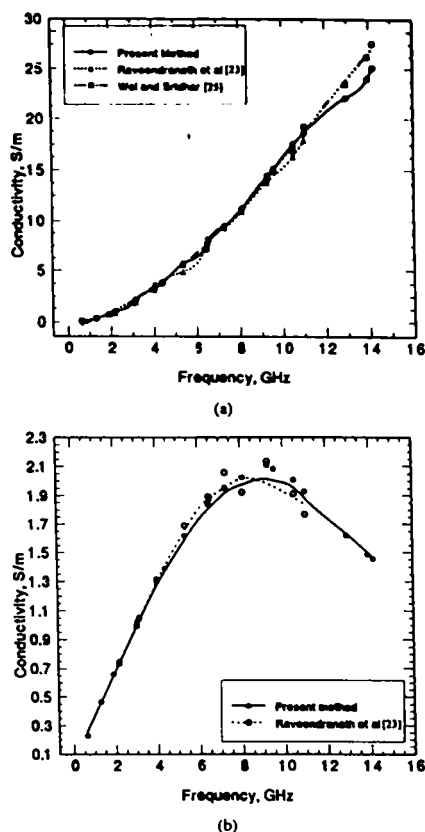 30
25
20
15
10
5
0
Conductivity, S/m
Present Method
Raveendranath et al [23]
Wei and Sridhar [25]
0 2 4 6 8 10 12 14 16
Frequency, GHz
(a)
2.3
2.1
1.9
1.7
1.5
1.3
1.1
0.9
0.7
0.5
0.3
0.1
Conductivity, S/m
Present method
Raveendranath et al [23]
0 2 4 6 8 10 12 14 16
Frequency, GHz
(b)